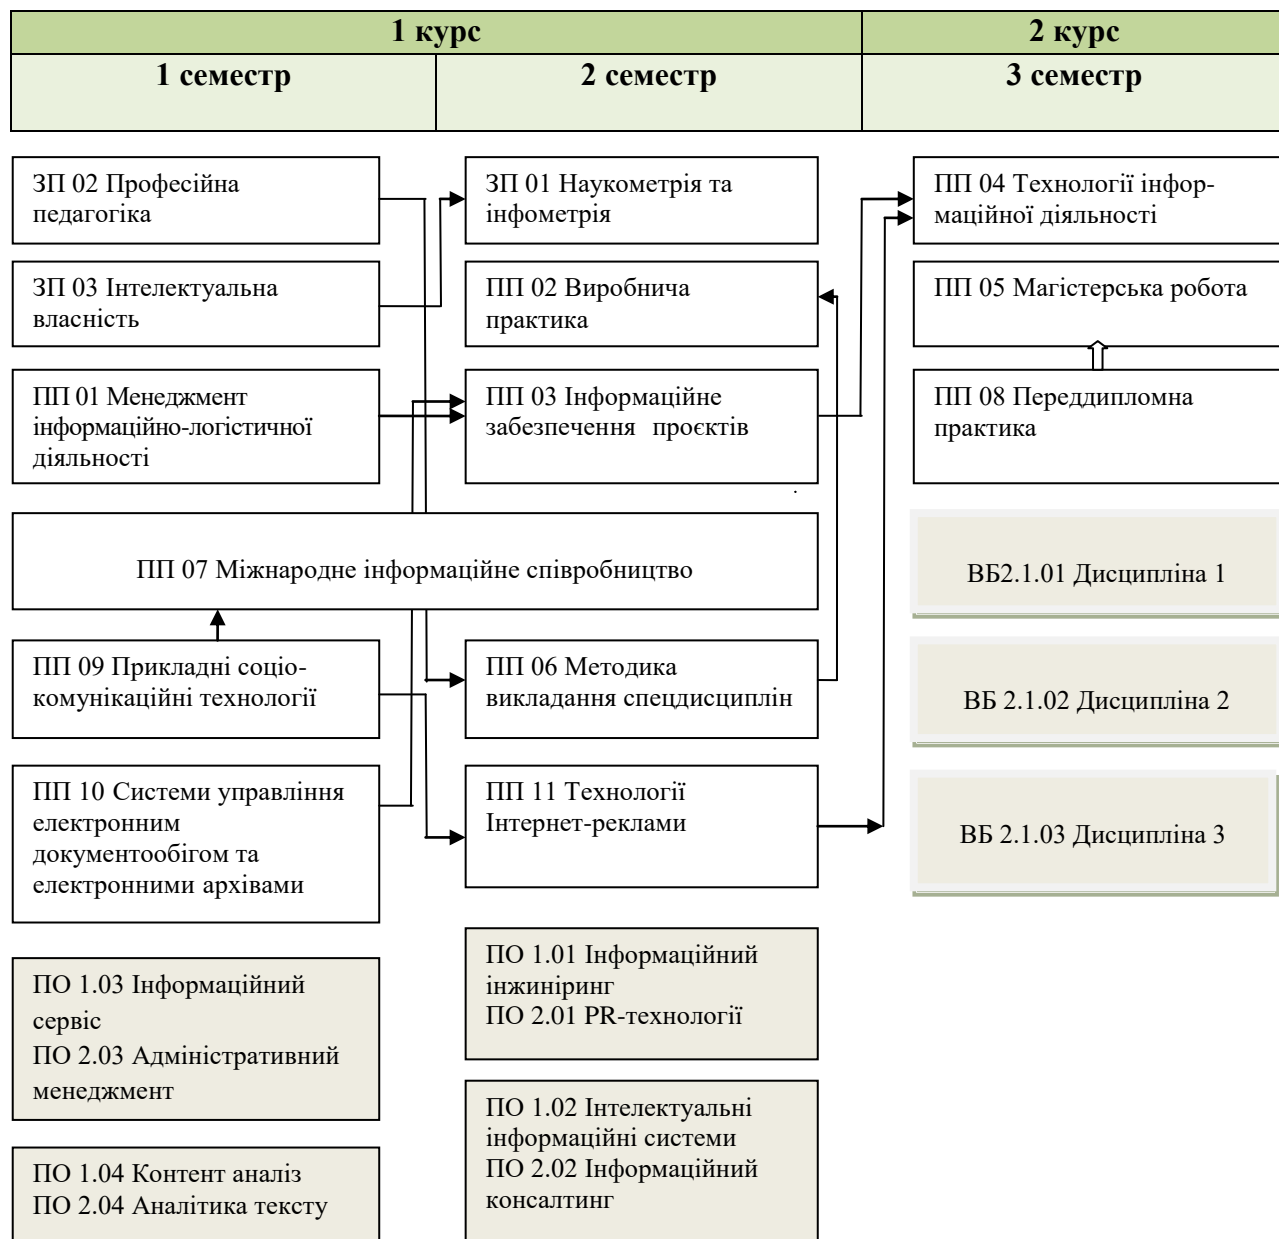 1 курс
2 курс
1 семестр
2 семестр
3 семестр
ЗП 02 Професійна
педагогіка
ЗП 01 Наукометрія та
інфометрія
ПП 04 Технології інфор-
маційної діяльності
ЗП 03 Інтелектуальна
власність
ПП 02 Виробнича
практика
ПП 05 Магістерська робота
ПП 01 Менеджмент
інформаційно-логістичної
діяльності
ПП 03 Інформаційне
забезпечення проєктів
ПП 08 Переддипломна
практика
ПП 07 Міжнародне інформаційне співробництво
ВБ2.1.01 Дисципліна 1
ПП 09 Прикладні соціо-
комунікаційні технології
ПП 06 Методика
викладання спецдисциплін
ВБ 2.1.02 Дисципліна 2
ПП 10 Системи управління
електронним
документообігом та
електронними архівами
ПП 11 Технології
Інтернет-реклами
ВБ 2.1.03 Дисципліна 3
ПО 1.03 Інформаційний
сервіс
ПО 2.03 Адміністративний
менеджмент
ПО 1.01 Інформаційний
інжиніринг
ПО 2.01 PR-технології
ПО 1.04 Контент аналіз
ПО 2.04 Аналітика тексту
ПО 1.02 Інтелектуальні
інформаційні системи
ПО 2.02 Інформаційний
консалтинг